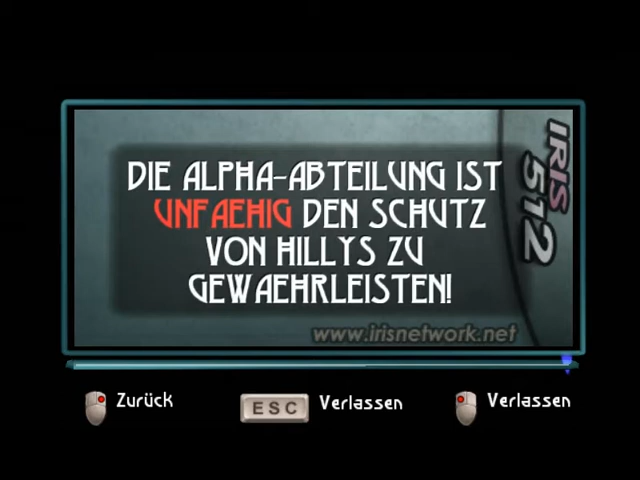 DIE ALPHA-ABTEILUNG IST
UNFAEHIG DEN SCHUTZ
VON HILLYS ZU
GEWAEHRLEISTEN!
IRIS
512
www.irisnetwork.net
Zurück
ESC Verlassen
Verlassen